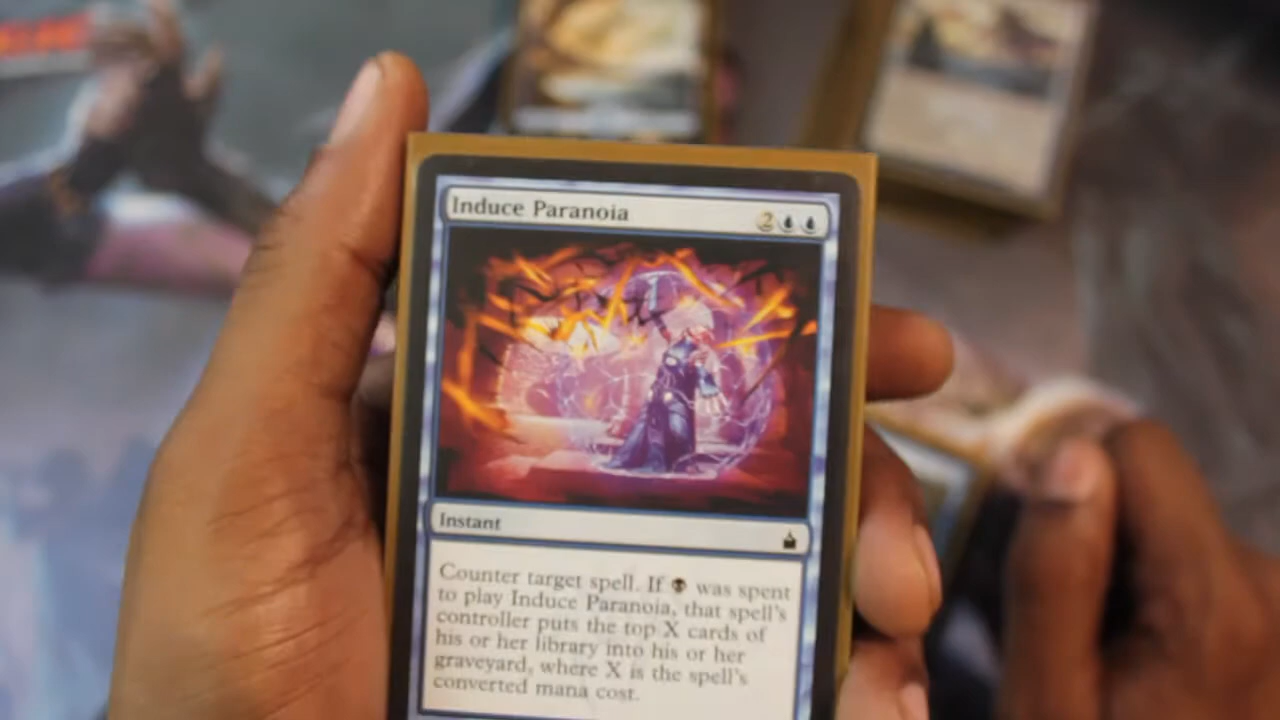 Induce Paranoia 2
Instant
Counter target spell. If was spent
to play Induce Paranoia, that spell's
controller puts the top X cards of
his or her library into his or her
graveyard, where X is the spell's
converted mana cost.